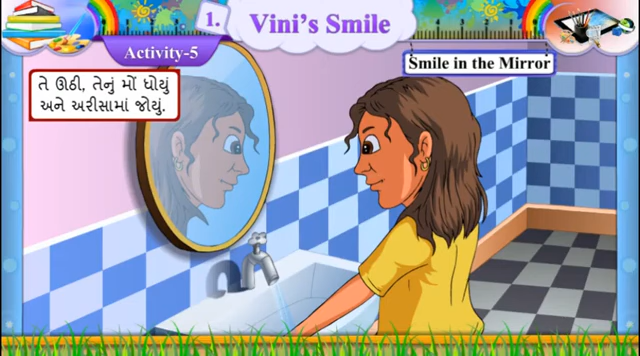 1. Vini's Smile
Activity-5
Smile in the Mirror
તે ઊઠી, તેનું મોં ધોયું
અને અરીસામાં જોયું.